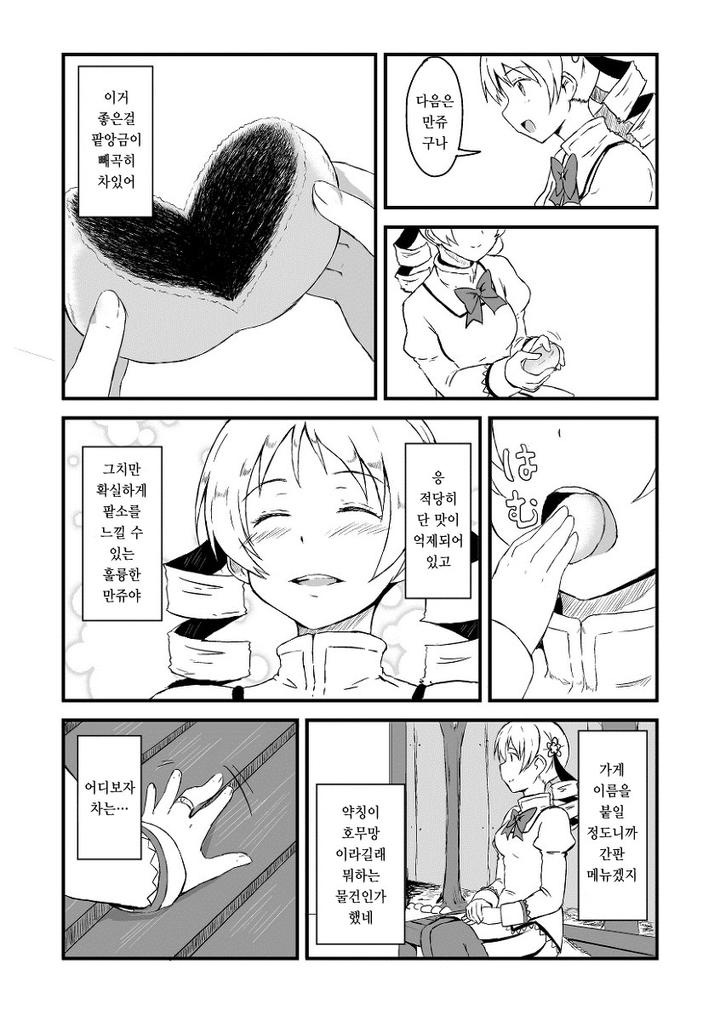 다음은
만쥬
구나
이거
좋은걸
팥앙금이
빼곡히
차있어
はむ
응
적당히
단 맛이
억제되어
있고
그치만
확실하게
팥소를
느낄 수
있는
훌륭한
만쥬야
가게
이름을
붙일
정도니까
간판
메뉴겠지
약칭이
호무망
이라길래
뭐하는
물건인가
했네
어디보자
차는…